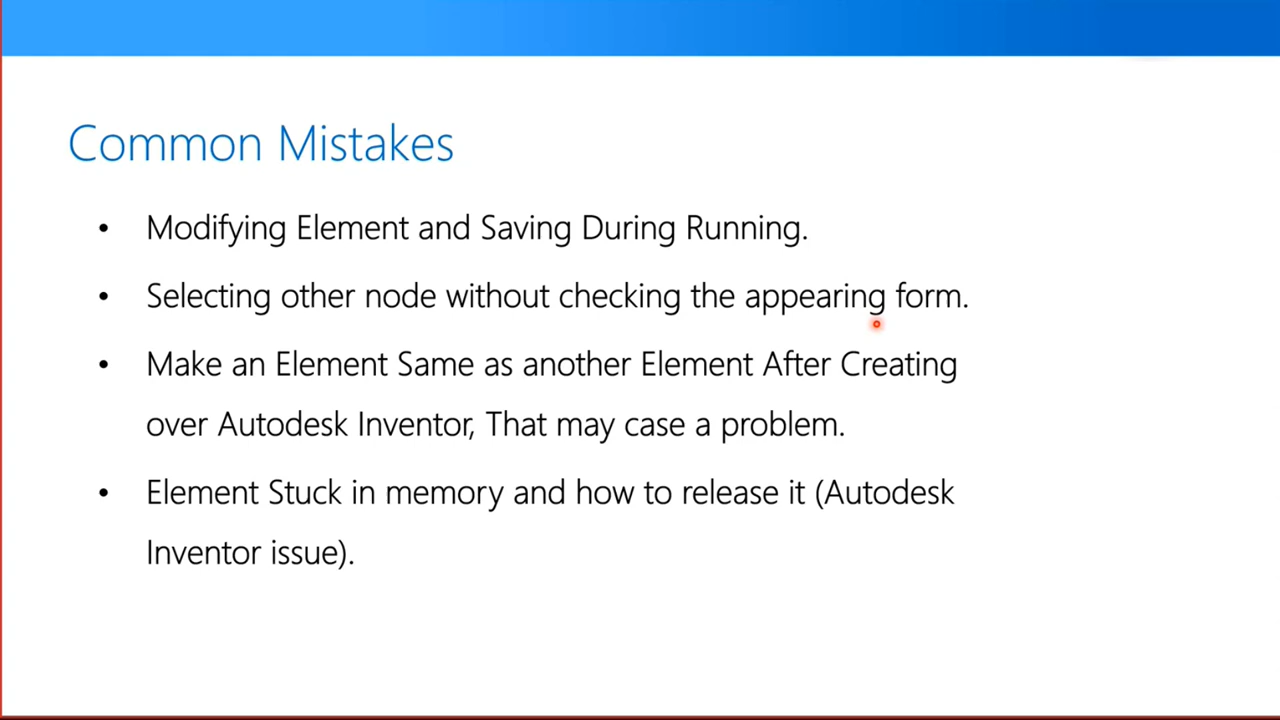 Common Mistakes
• Modifying Element and Saving During Running.
• Selecting other node without checking the appearing form.
• Make an Element Same as another Element After Creating
over Autodesk Inventor, That may case a problem.
• Element Stuck in memory and how to release it (Autodesk
Inventor issue).